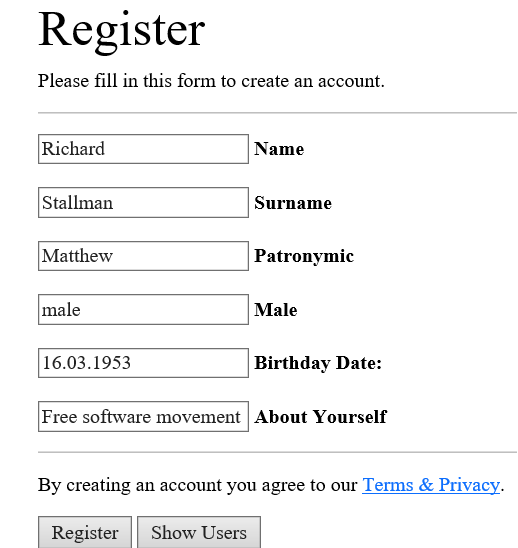 Register
Please fill in this form to create an account.
Richard Name
Stallman Surname
Matthew Patronymic
male Male
16.03.1953 Birthday Date:
Free software movement About Yourself
By creating an account you agree to our Terms & Privacy.
Register Show Users